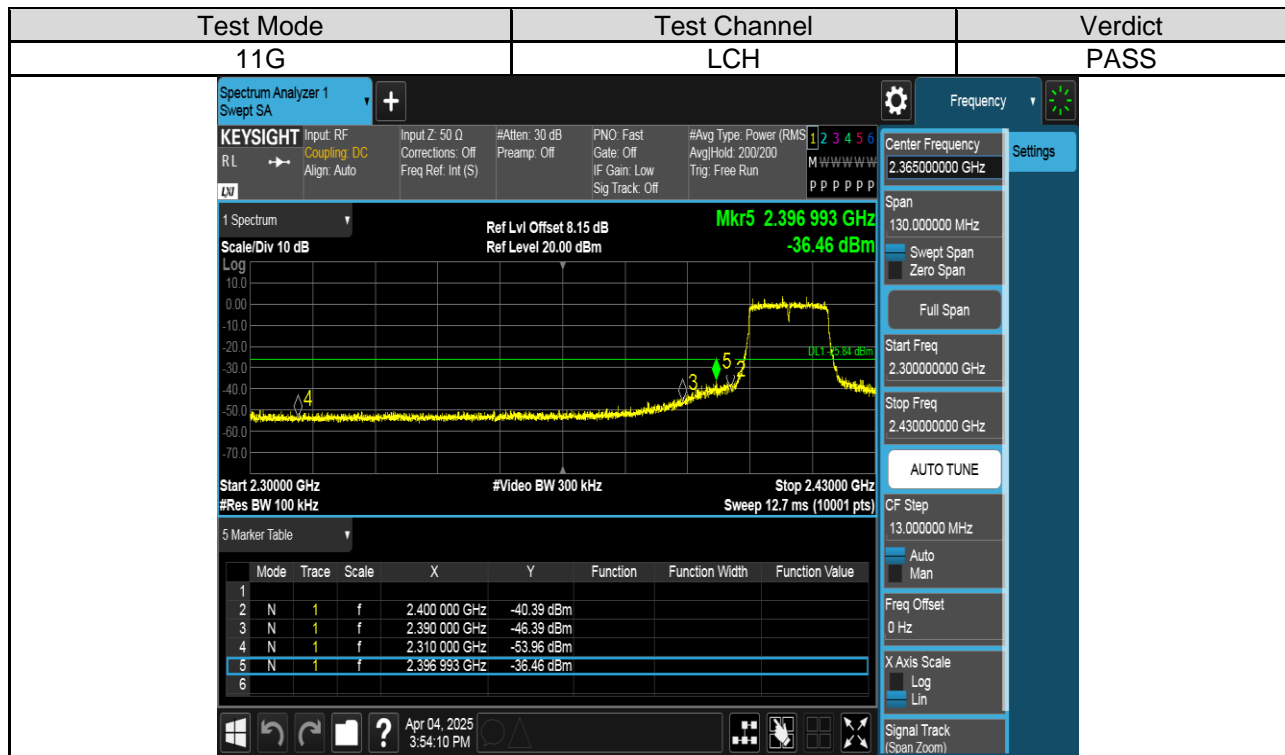 Test Mode Test Channel Verdict
11G LCH PASS
Spectrum Analyzer 1
Swept SA
+
Frequency
KEYSIGHT
RL
LXI
Input: RF
Coupling: DC
Align: Auto
Input Z: 50 Ω
Corrections: Off
Freq Ref: Int (S)
#Atten: 30 dB
Preamp: Off
PNO: Fast
Gate: Off
IF Gain: Low
Sig Track: Off
#Avg Type: Power (RMS
Avg|Hold: 200/200
Trig: Free Run
1 2 3 4 5 6
M W W W W W
P P P P P P
1 Spectrum
Scale/Div 10 dB
Ref Lvl Offset 8.15 dB
Ref Level 20.00 dBm
Mkr5 2.396 993 GHz
-36.46 dBm
Log
10.0
0.00
-10.0
-20.0
-30.0
-40.0
-50.0
-60.0
-70.0
DL1 -25.84 dBm
4
3
5
2
Start 2.30000 GHz #Video BW 300 kHz Stop 2.43000 GHz
#Res BW 100 kHz Sweep 12.7 ms (10001 pts)
5 Marker Table
Mode Trace Scale X Y Function Function Width Function Value
1
2 N 1 f 2.400 000 GHz -40.39 dBm
3 N 1 f 2.390 000 GHz -46.39 dBm
4 N 1 f 2.310 000 GHz -53.96 dBm
5 N 1 f 2.396 993 GHz -36.46 dBm
6
?
Apr 04, 2025
3:54:10 PM
Center Frequency
2.365000000 GHz
Settings
Span
130.000000 MHz
Swept Span
Zero Span
Full Span
Start Freq
2.300000000 GHz
Stop Freq
2.430000000 GHz
AUTO TUNE
CF Step
13.000000 MHz
Auto
Man
Freq Offset
0 Hz
X Axis Scale
Log
Lin
Signal Track
(Span Zoom)